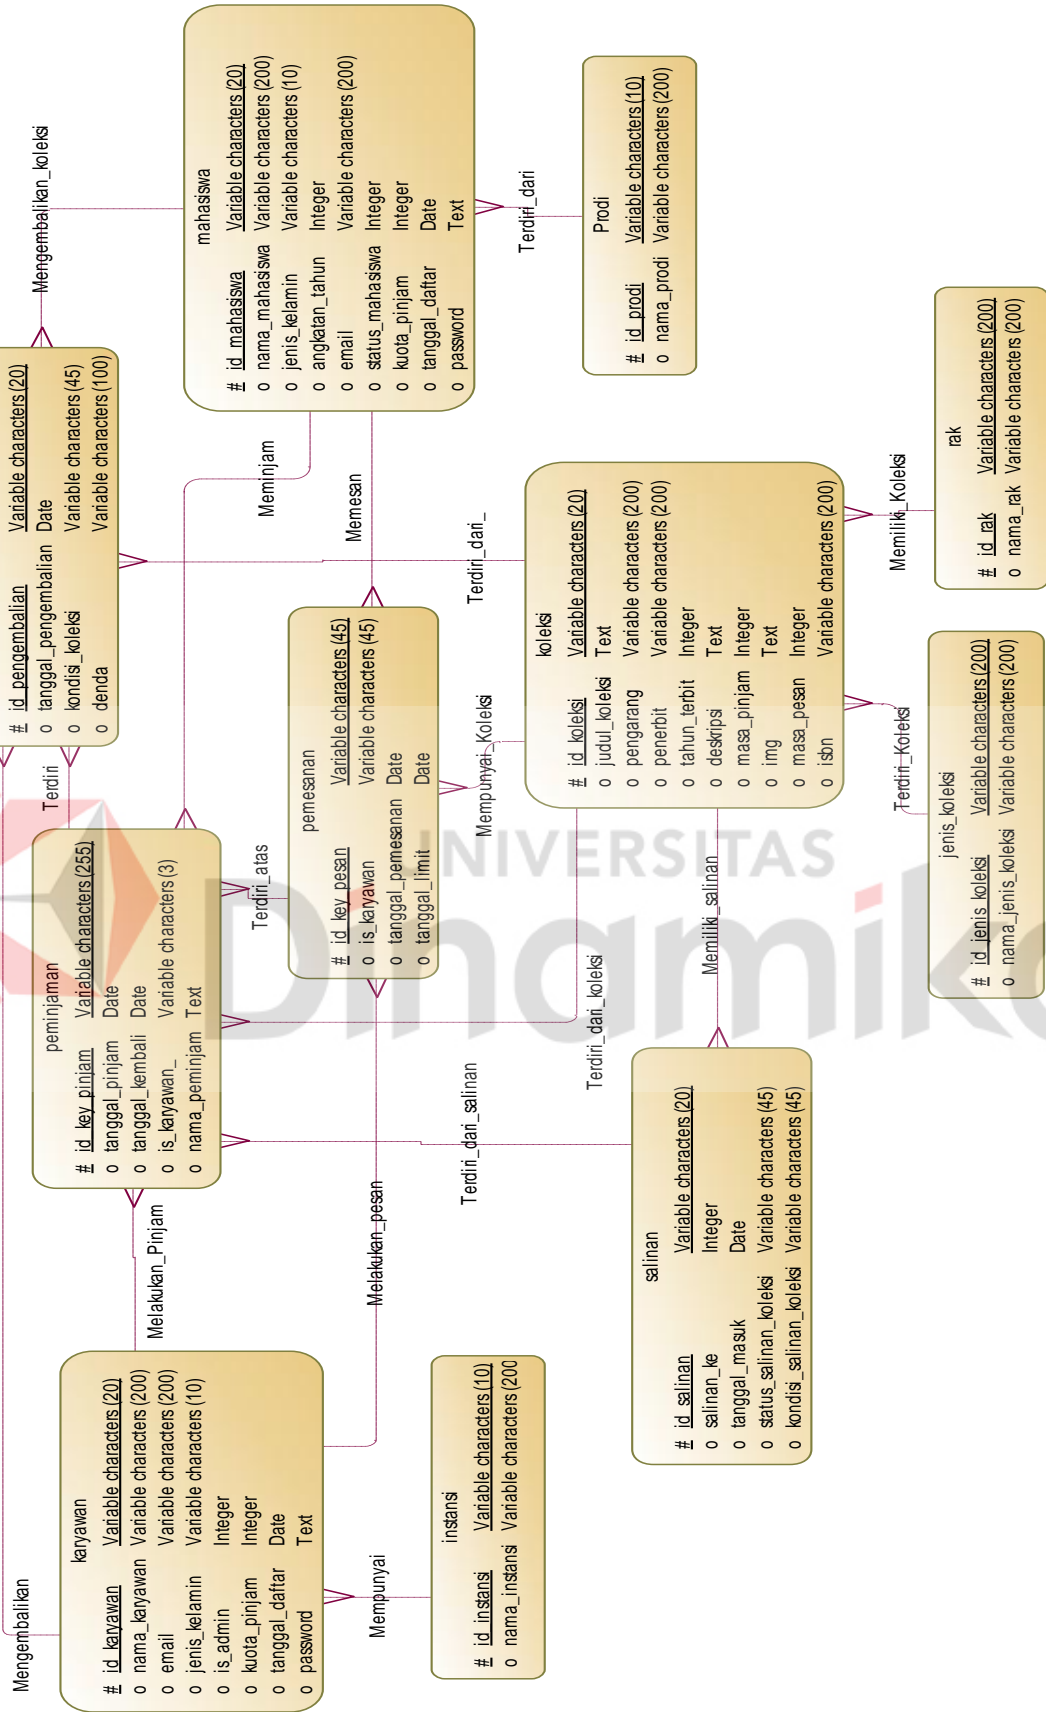 Mengembalikan
karyawan
# id_karyawan Variable characters (20)
o nama_karyawan Variable characters (200)
o email Variable characters (200)
o jenis_kelamin Variable characters (10)
o is_admin Integer
o kuota_pinjam Integer
o tanggal_daftar Date
o password Text
Mempunyai
instansi
# id_instansi Variable characters (10)
o nama_instansi Variable characters (200
Melakukan_Pinjam
Melakukan_pesan
peminjaman
# id_key_pinjam Variable characters (255)
o tanggal_pinjam Date
o tanggal_kembali Date
o is_karyawan_ Variable characters (3)
o nama_peminjam Text
Terdiri
Terdiri_atas
Terdiri_dari_salinan
Terdiri_dari_koleksi
salinan
# id_salinan Variable characters (20)
o salinan_ke Integer
o tanggal_masuk Date
o status_salinan_koleksi Variable characters (45)
o kondisi_salinan_koleksi Variable characters (45)
Memiliki_salinan
# id_pengembalian Variable characters (20)
o tanggal_pengembalian Date
o kondisi_koleksi Variable characters (45)
o denda Variable characters (100)
Mengembalikan_koleksi
pemesanan
# id_key_pesan Variable characters (45)
o is_karyawan Variable characters (45)
o tanggal_pemesanan Date
o tanggal_limit Date
Mempunyai_Koleksi
Meminjam
Memesan
Terdiri_dari_
koleksi
# id_koleksi Variable characters (20)
o judul_koleksi Text
o pengarang Variable characters (200)
o penerbit Variable characters (200)
o tahun_terbit Integer
o deskripsi Text
o masa_pinjam Integer
o img Text
o masa_pesan Integer
o isbn Variable characters (200)
Terdiri_Koleksi
jenis_koleksi
# id_jenis_koleksi Variable characters (200)
o nama_jenis_koleksi Variable characters (200)
Memiliki_Koleksi
rak
# id_rak Variable characters (200)
o nama_rak Variable characters (200)
mahasiswa
# id_mahasiswa Variable characters (20)
o nama_mahasiswa Variable characters (200)
o jenis_kelamin Variable characters (10)
o angkatan_tahun Integer
o email Variable characters (200)
o status_mahasiswa Integer
o kuota_pinjam Integer
o tanggal_daftar Date
o password Text
Terdiri_dari
Prodi
# id_prodi Variable characters (10)
o nama_prodi Variable characters (200)
UNIVERSITAS
Dinamika